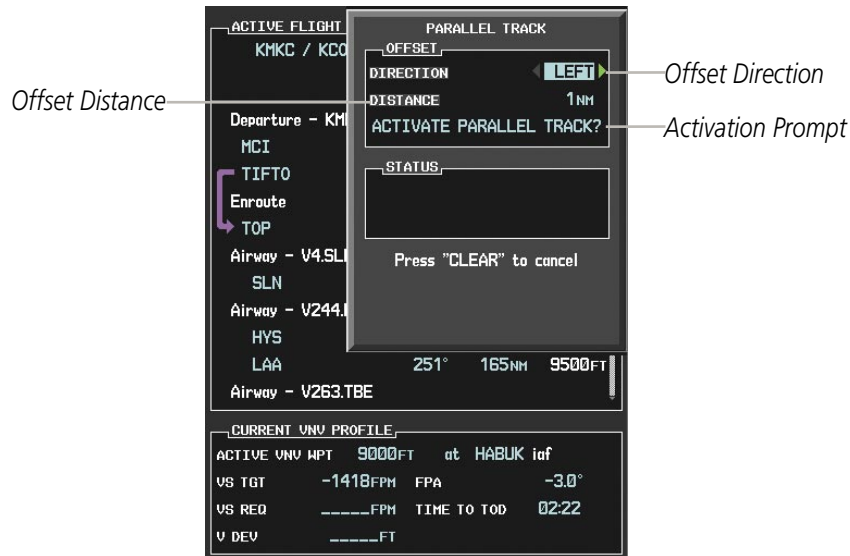 ACTIVE FLIGHT
KMKC / KCO
PARALLEL TRACK
OFFSET
DIRECTION LEFT
DISTANCE 1NM
ACTIVATE PARALLEL TRACK?
STATUS
Press "CLEAR" to cancel
Offset Distance
Offset Direction
Activation Prompt
Departure – KM
MCI
TIFTO
Enroute
TOP
Airway – V4.SL
SLN
Airway – V244.
HYS
LAA 251° 165NM 9500FT
Airway – V263.TBE
CURRENT VNV PROFILE
ACTIVE VNV WPT 9000FT at HABUK iaf
VS TGT -1418FPM FPA -3.0°
VS REQ _____FPM TIME TO TOD 02:22
V DEV _____FT